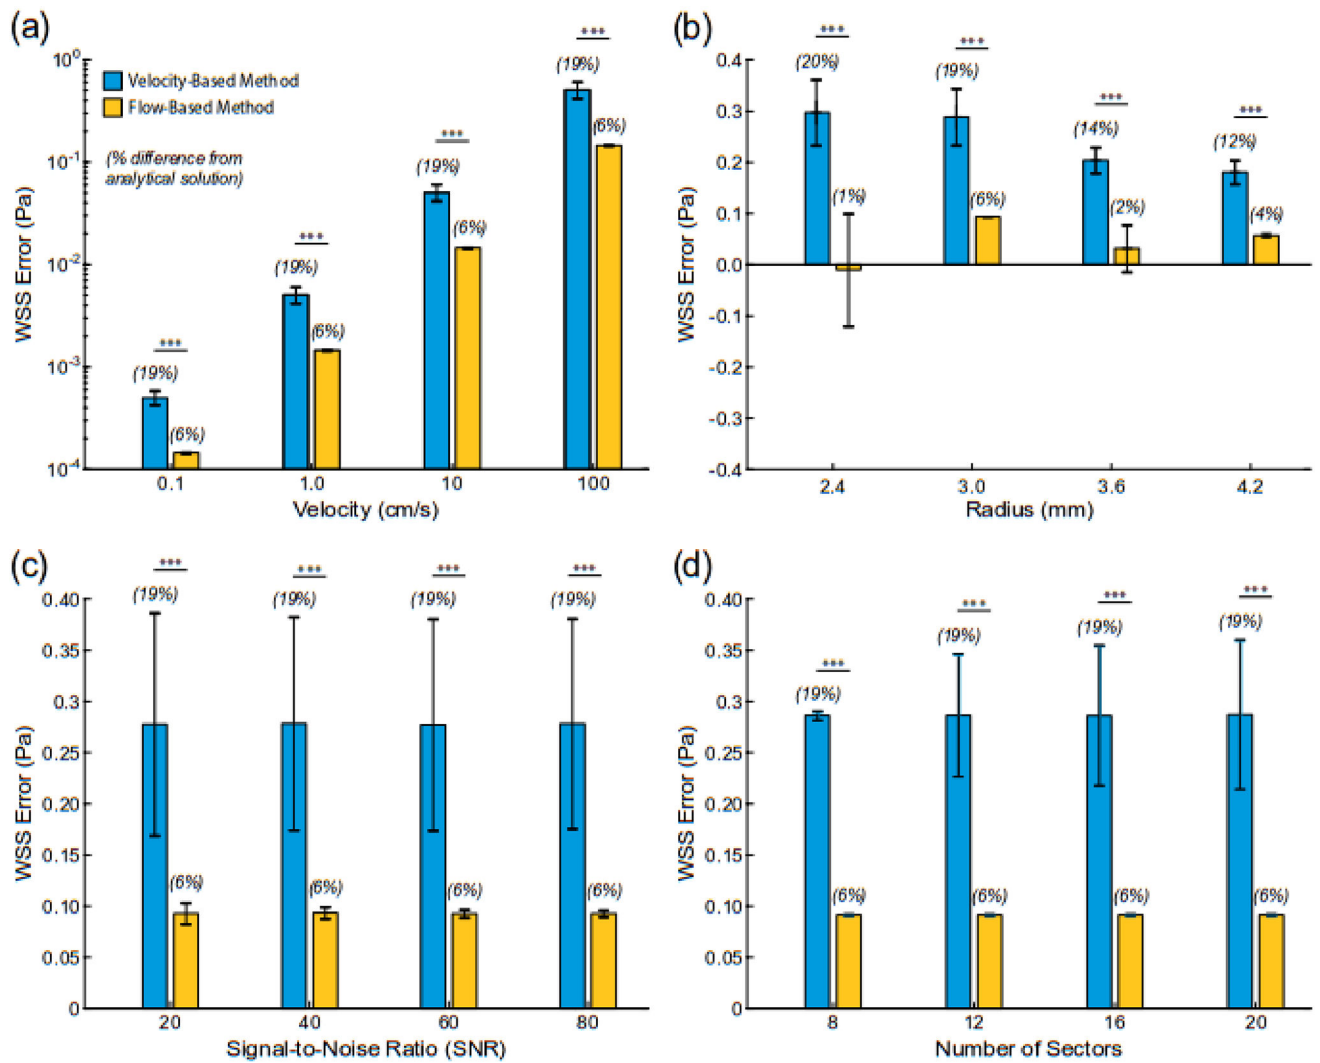 (a)
***
(19%)
10⁰
Velocity-Based Method
Flow-Based Method
(% difference from
analytical solution)
(6%)
***
(19%)
10⁻¹
(6%)
***
(19%)
10⁻²
(6%)
***
(19%)
10⁻³
(6%)
10⁻⁴
WSS Error (Pa)
0.1 1.0 10 100
Velocity (cm/s)
(b)
*** *** *** ***
(20%) (19%) (14%) (12%)
(1%) (6%) (2%) (4%)
0.4
0.3
0.2
0.1
0.0
-0.1
-0.2
-0.3
-0.4
WSS Error (Pa)
2.4 3.0 3.6 4.2
Radius (mm)
(c)
*** *** *** ***
(19%) (19%) (19%) (19%)
(6%) (6%) (6%) (6%)
0.40
0.35
0.3
0.25
0.20
0.15
0.10
0.05
0
WSS Error (Pa)
20 40 60 80
Signal-to-Noise Ratio (SNR)
(d)
*** *** *** ***
(19%) (19%) (19%) (19%)
(6%) (6%) (6%) (6%)
0.40
0.35
0.3
0.25
0.20
0.15
0.10
0.05
0
WSS Error (Pa)
8 12 16 20
Number of Sectors